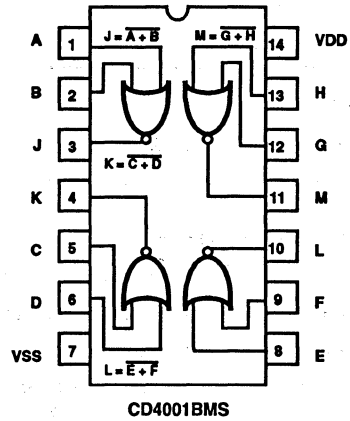 A 1 J = A + B M = G + H 14 VDD
B 2 13 H
J 3 12 G
K = C + D
K 4 11 M
C 5 10 L
D 6 9 F
VSS 7 8 E
L = E + F
CD4001BMS